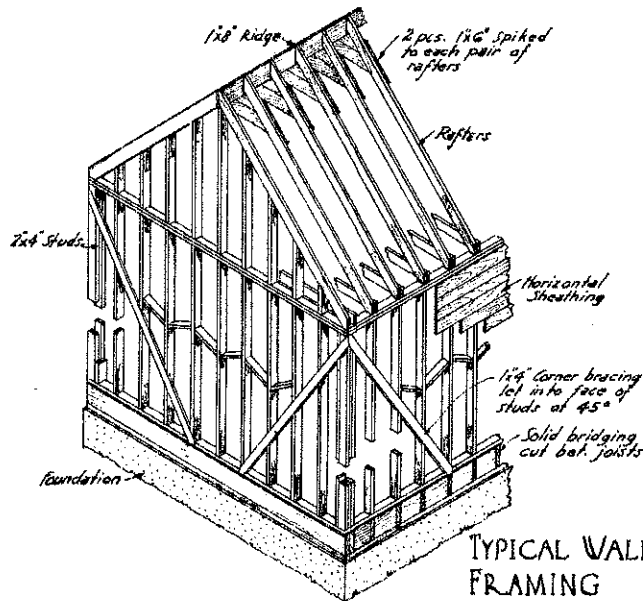 1"x8" Ridge
2 pcs. 1"x6" spiked
to each pair of
rafters
Rafters
2"x4" Studs
Horizontal
Sheathing
1"x4" Corner bracing
let into face of
studs at 45°
Solid bridging
cut bet. joists
Foundation
TYPICAL WALL
FRAMING